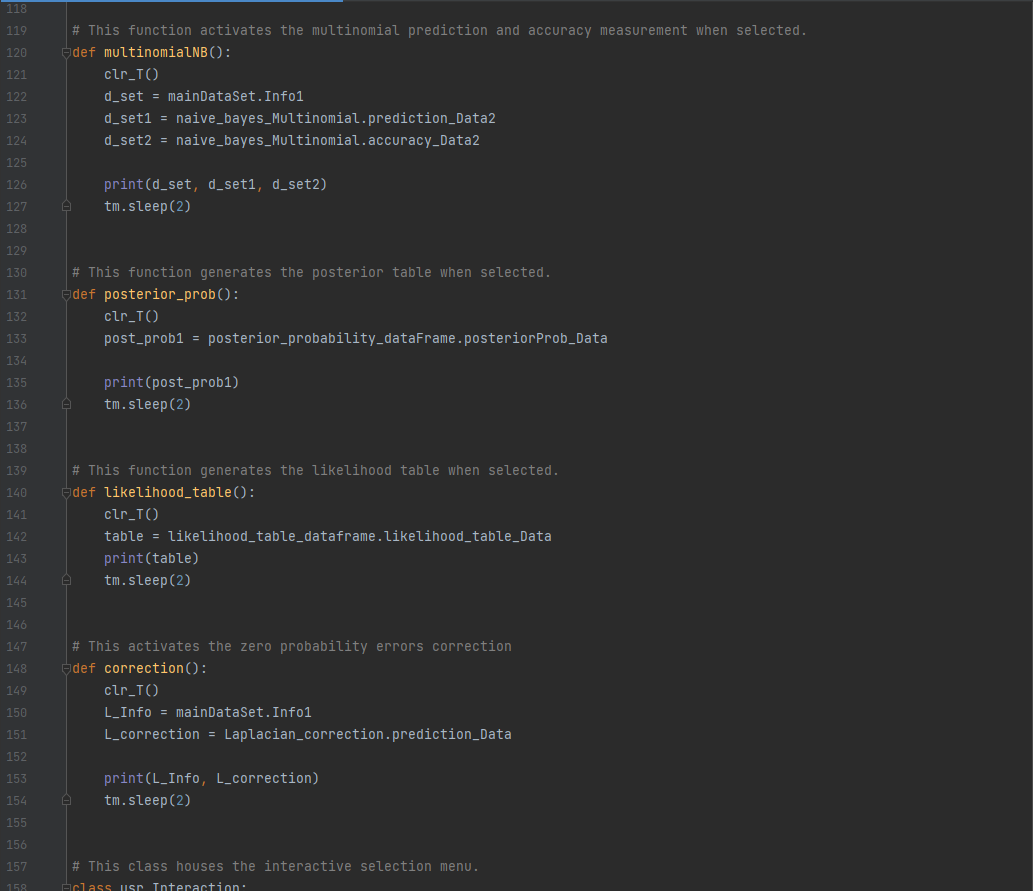 118
119 # This function activates the multinomial prediction and accuracy measurement when selected.
120 def multinomialNB():
121     clr_T()
122     d_set = mainDataSet.Info1
123     d_set1 = naive_bayes_Multinomial.prediction_Data2
124     d_set2 = naive_bayes_Multinomial.accuracy_Data2
125
126     print(d_set, d_set1, d_set2)
127     tm.sleep(2)
128
129
130 # This function generates the posterior table when selected.
131 def posterior_prob():
132     clr_T()
133     post_prob1 = posterior_probability_dataFrame.posteriorProb_Data
134
135     print(post_prob1)
136     tm.sleep(2)
137
138
139 # This function generates the likelihood table when selected.
140 def likelihood_table():
141     clr_T()
142     table = likelihood_table_dataframe.likelihood_table_Data
143     print(table)
144     tm.sleep(2)
145
146
147 # This activates the zero probability errors correction
148 def correction():
149     clr_T()
150     L_Info = mainDataSet.Info1
151     L_correction = Laplacian_correction.prediction_Data
152
153     print(L_Info, L_correction)
154     tm.sleep(2)
155
156
157 # This class houses the interactive selection menu.
158 class usr_Interaction: